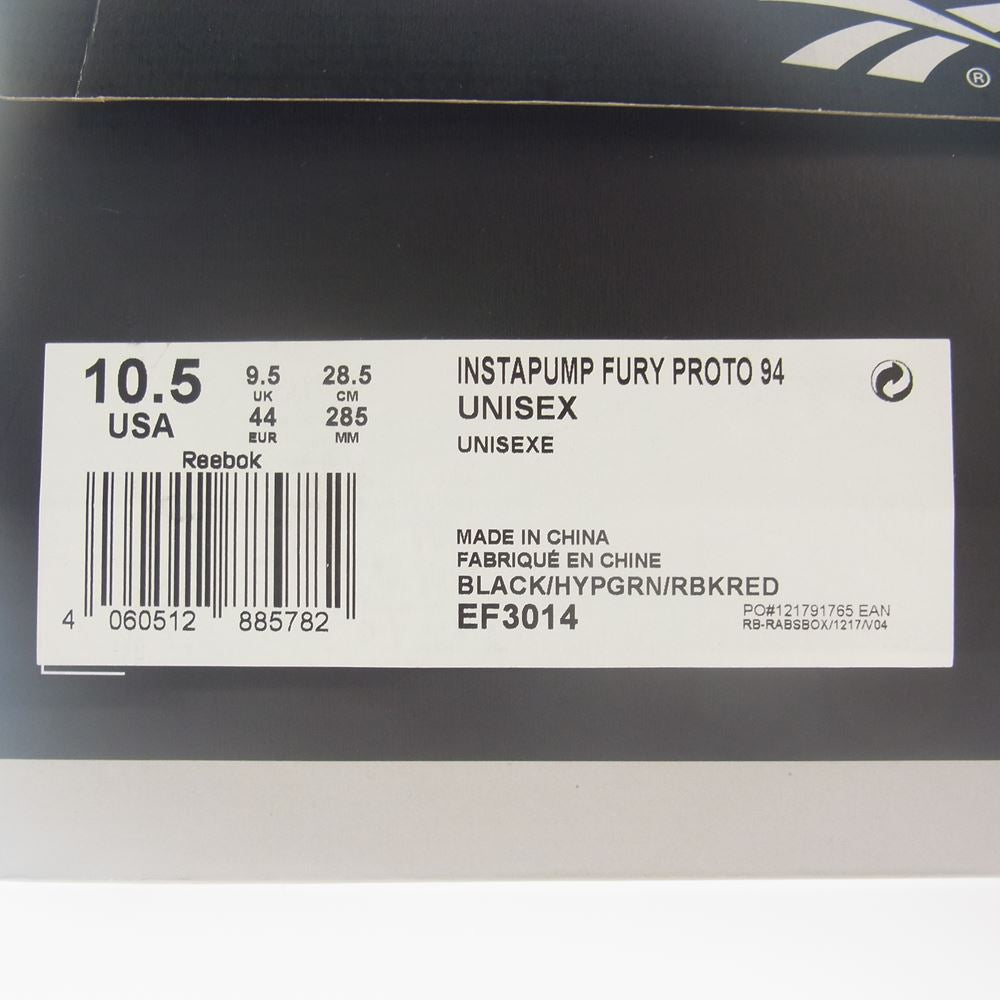 ®
10.5
USA
9.5
UK
44
EUR
28.5
CM
285
MM
Reebok
4 060512 885782
INSTAPUMP FURY PROTO 94
UNISEX
UNISEXE
MADE IN CHINA
FABRIQUÉ EN CHINE
BLACK/HYPGRN/RBKRED
EF3014
PO#121791765 EAN
RB-RABSBOX/1217/V04